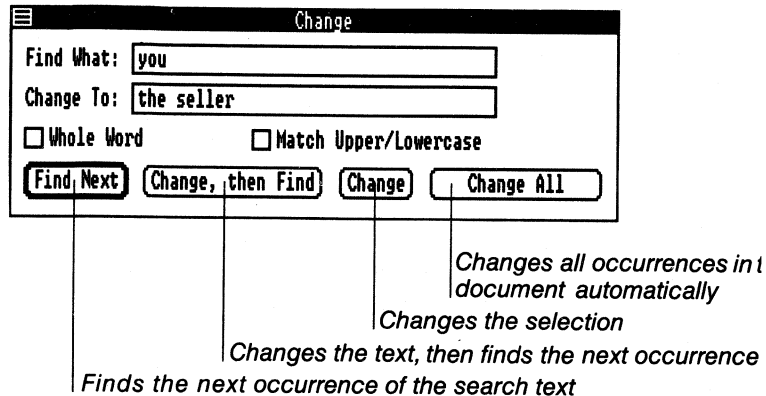 Change
Find What: you
Change To: the seller
Whole Word Match Upper/Lowercase
Find Next Change, then Find Change Change All
Changes all occurrences in t
document automatically
Changes the selection
Changes the text, then finds the next occurrence
Finds the next occurrence of the search text